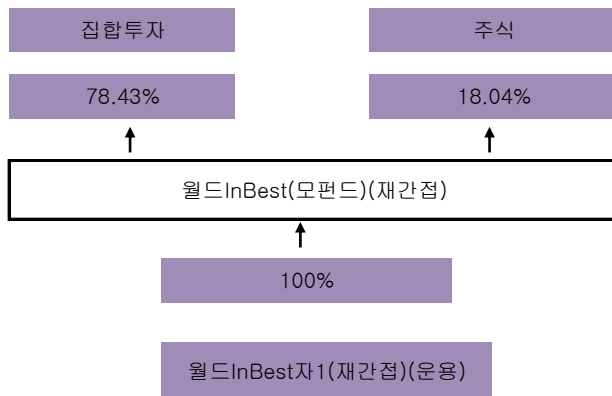 집합투자
주식
78.43%
18.04%
월드InBest(모펀드)(재간접)
100%
월드InBest자1(재간접)(운용)